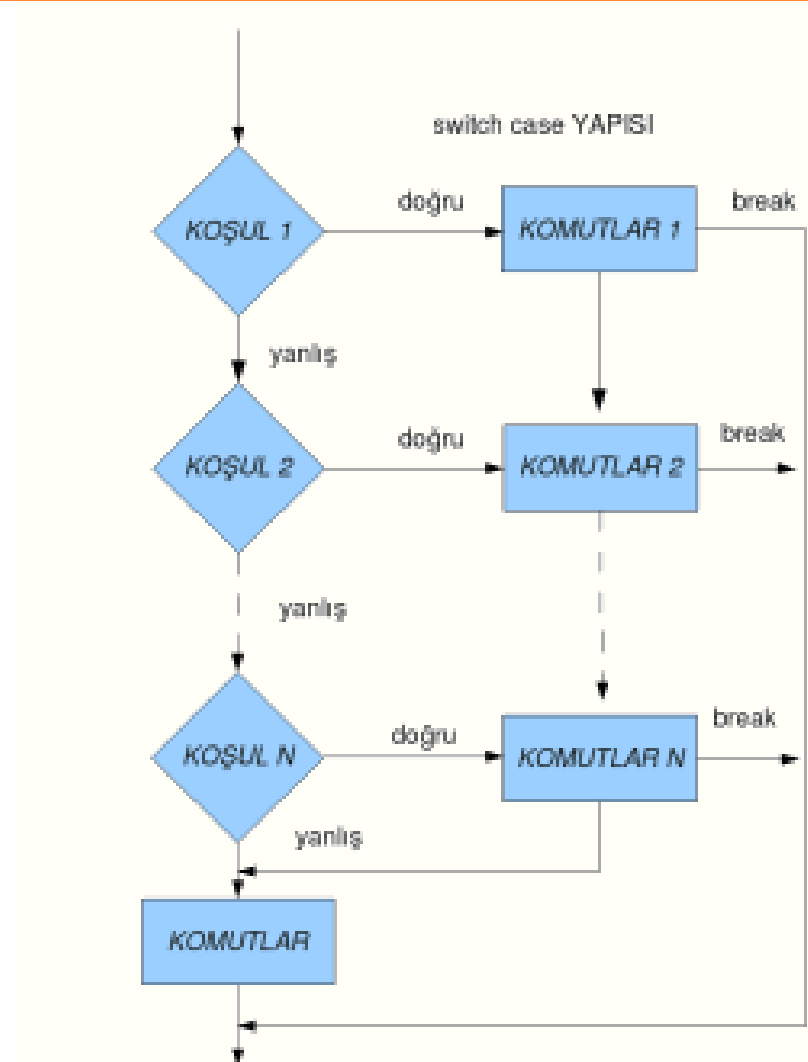 switch case YAPISI
KOŞUL 1
doğru
KOMUTLAR 1
break
yanlış
KOŞUL 2
doğru
KOMUTLAR 2
break
yanlış
KOŞUL N
doğru
KOMUTLAR N
break
yanlış
KOMUTLAR